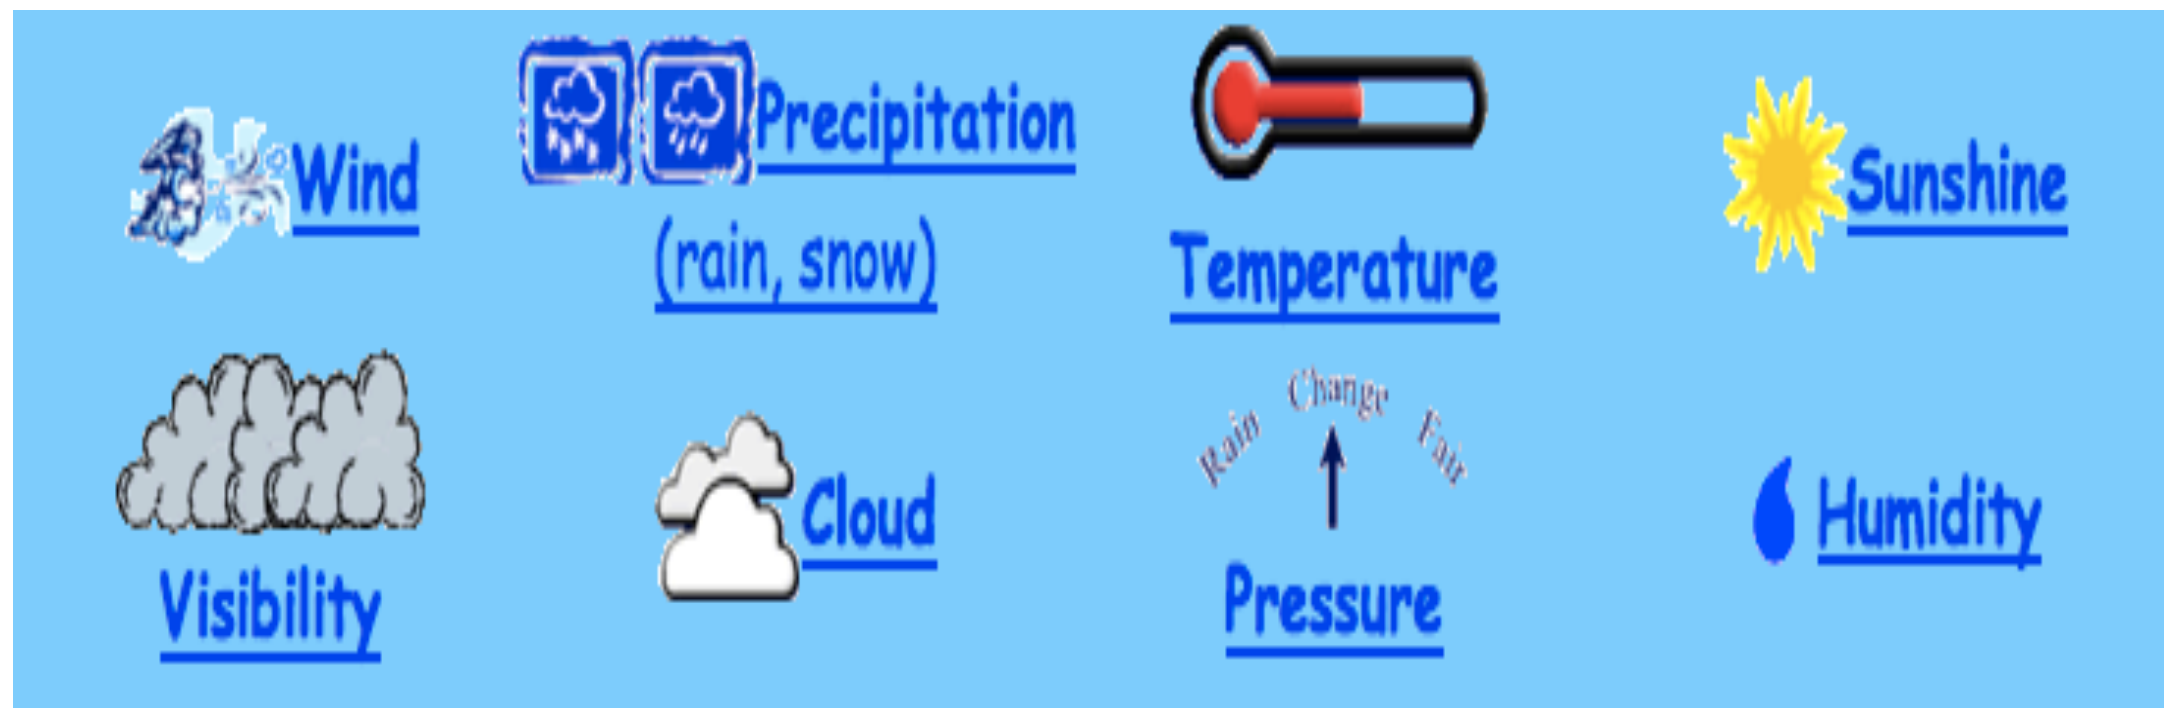 Wind
Precipitation
(rain, snow)
Temperature
Sunshine
Visibility
Cloud
Rain Change Fair
Pressure
Humidity